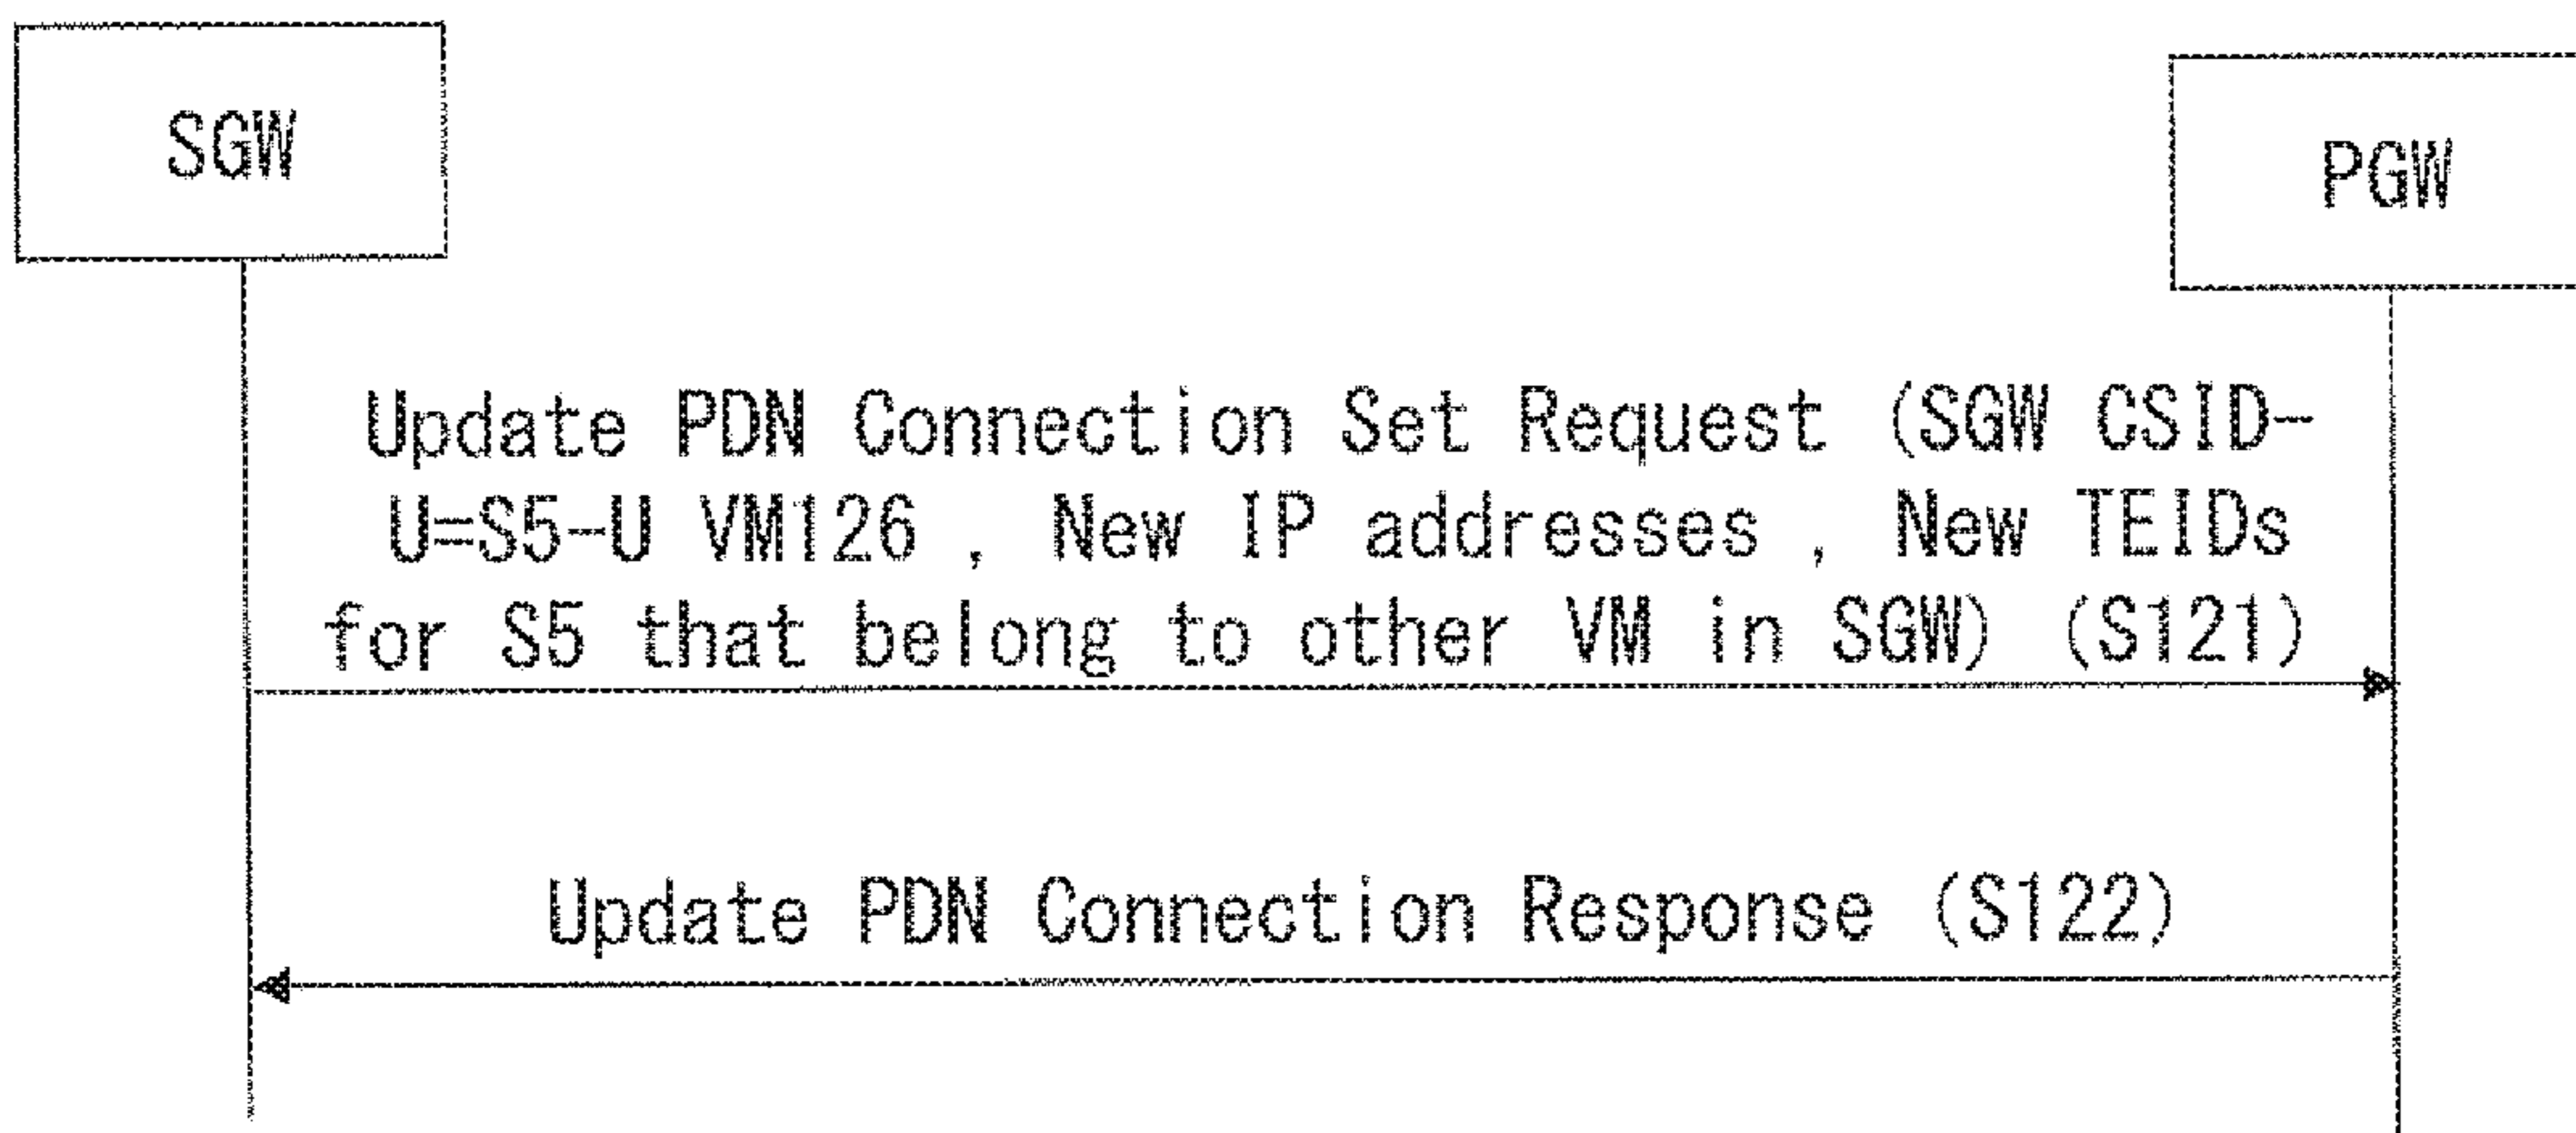 SGW
PGW
Update PDN Connection Set Request (SGW CSID-
U=S5-U VM126 , New IP addresses , New TEIDs
for S5 that belong to other VM in SGW) (S121)
Update PDN Connection Response (S122)